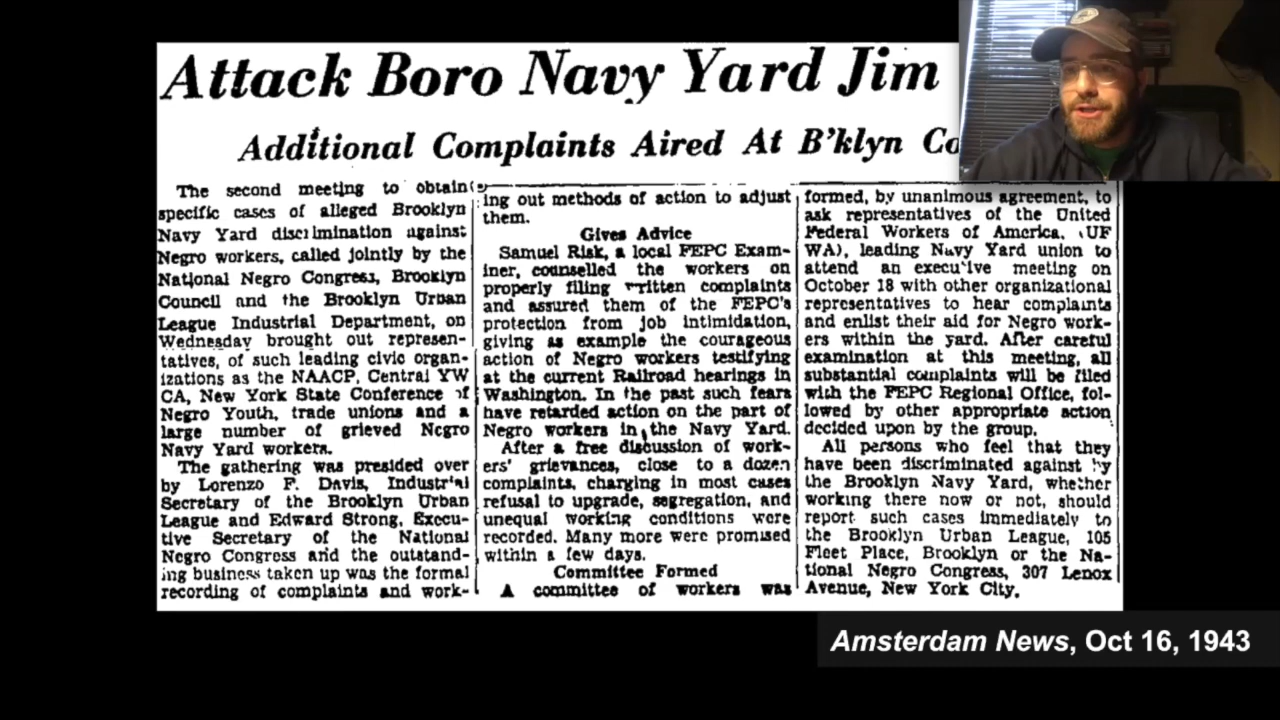 Attack Boro Navy Yard Jim
Additional Complaints Aired At B'klyn Co
The second meeting to obtain
specific cases of alleged Brooklyn
Navy Yard discrimination against
Negro workers, called jointly by the
National Negro Congress, Brooklyn
Council and the Brooklyn Urban
League Industrial Department, on
Wednesday brought out represen-
tatives, of such leading civic organ-
izations as the NAACP, Central YW
CA, New York State Conference of
Negro Youth, trade unions and a
large number of grieved Negro
Navy Yard workers.
The gathering was presided over
by Lorenzo F. Davis, Industrial
Secretary of the Brooklyn Urban
League and Edward Strong, Execu-
tive Secretary of the National
Negro Congress and the outstand-
ing business taken up was the formal
recording of complaints and work-
ing out methods of action to adjust
them.
Gives Advice
Samuel Risk, a local FEPC Exam-
iner, counselled the workers on
properly filing written complaints
and assured them of the FEPC's
protection from job intimidation,
giving as example the courageous
action of Negro workers testifying
at the current Railroad hearings in
Washington. In the past such fears
have retarded action on the part of
Negro workers in the Navy Yard.
After a free discussion of work-
ers' grievances, close to a dozen
complaints, charging in most cases
refusal to upgrade, segregation, and
unequal working conditions were
recorded. Many more were promised
within a few days.
Committee Formed
A committee of workers was
formed, by unanimous agreement, to
ask representatives of the United
Federal Workers of America, (UF
WA), leading Navy Yard union to
attend an executive meeting on
October 18 with other organizational
representatives to hear complaints
and enlist their aid for Negro work-
ers within the yard. After careful
examination at this meeting, all
substantial complaints will be filed
with the FEPC Regional Office, fol-
lowed by other appropriate action
decided upon by the group.
All persons who feel that they
have been discriminated against by
the Brooklyn Navy Yard, whether
working there now or not, should
report such cases immediately to
the Brooklyn Urban League, 105
Fleet Place, Brooklyn or the Na-
tional Negro Congress, 307 Lenox
Avenue, New York City.
Amsterdam News, Oct 16, 1943